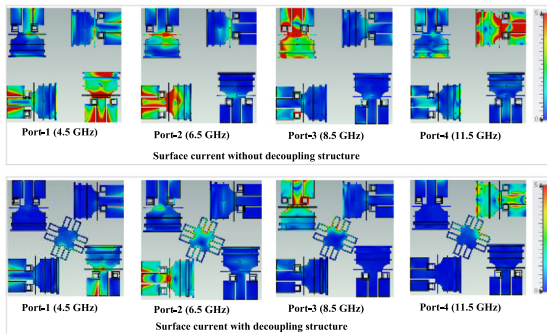 5
0
Port-1 (4.5 GHz) Port-2 (6.5 GHz) Port-3 (8.5 GHz) Port-4 (11.5 GHz)
Surface current without decoupling structure
Port-1 (4.5 GHz) Port-2 (6.5 GHz) Port-3 (8.5 GHz) Port-4 (11.5 GHz)
Surface current with decoupling structure